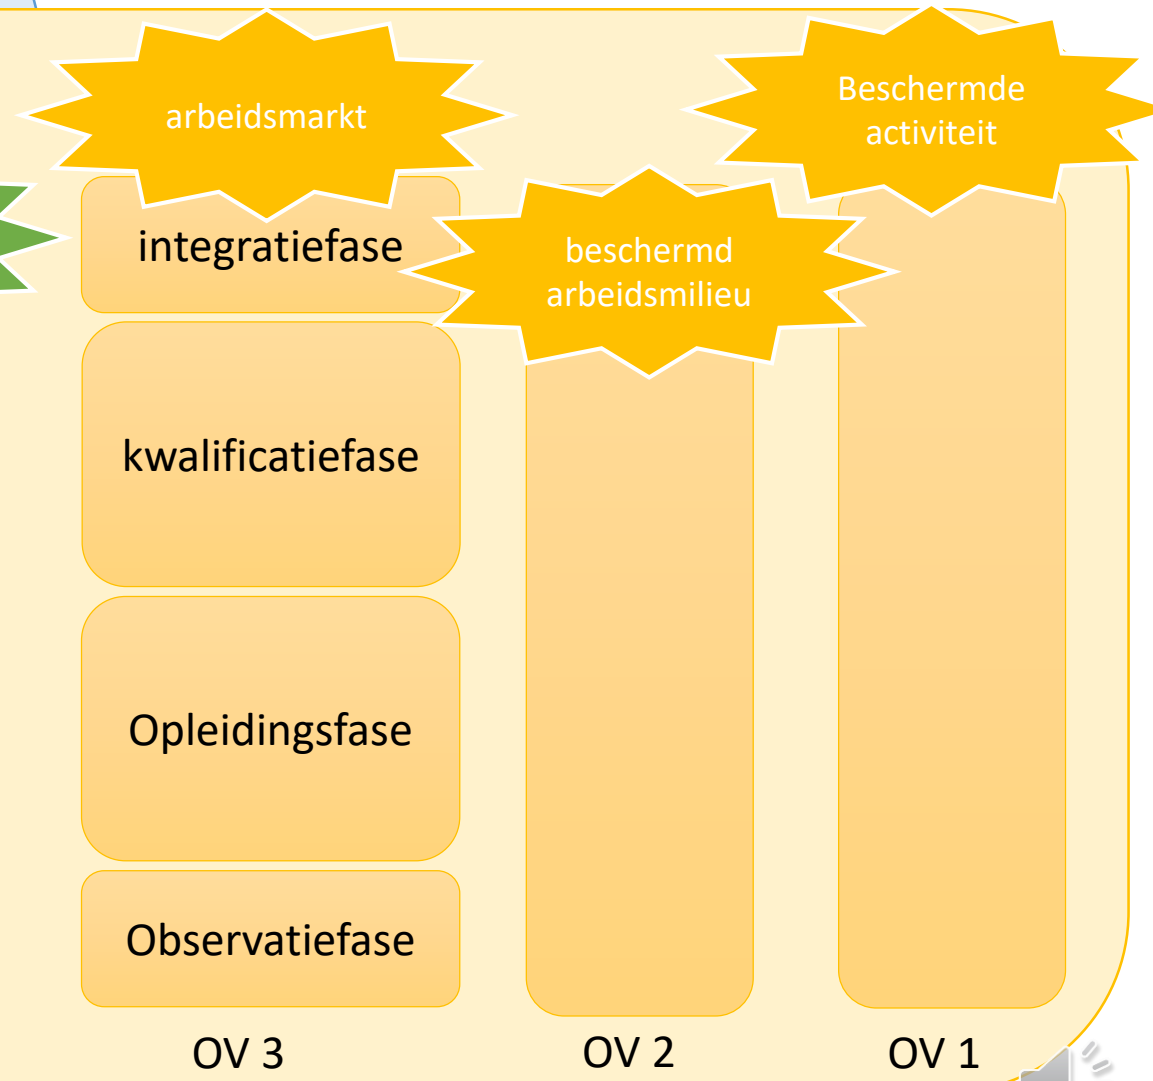 arbeidsmarkt
Beschermde
activiteit
integratiefase
beschermd
arbeidsmilieu
kwalificatiefase
Opleidingsfase
Observatiefase
OV 3
OV 2
OV 1